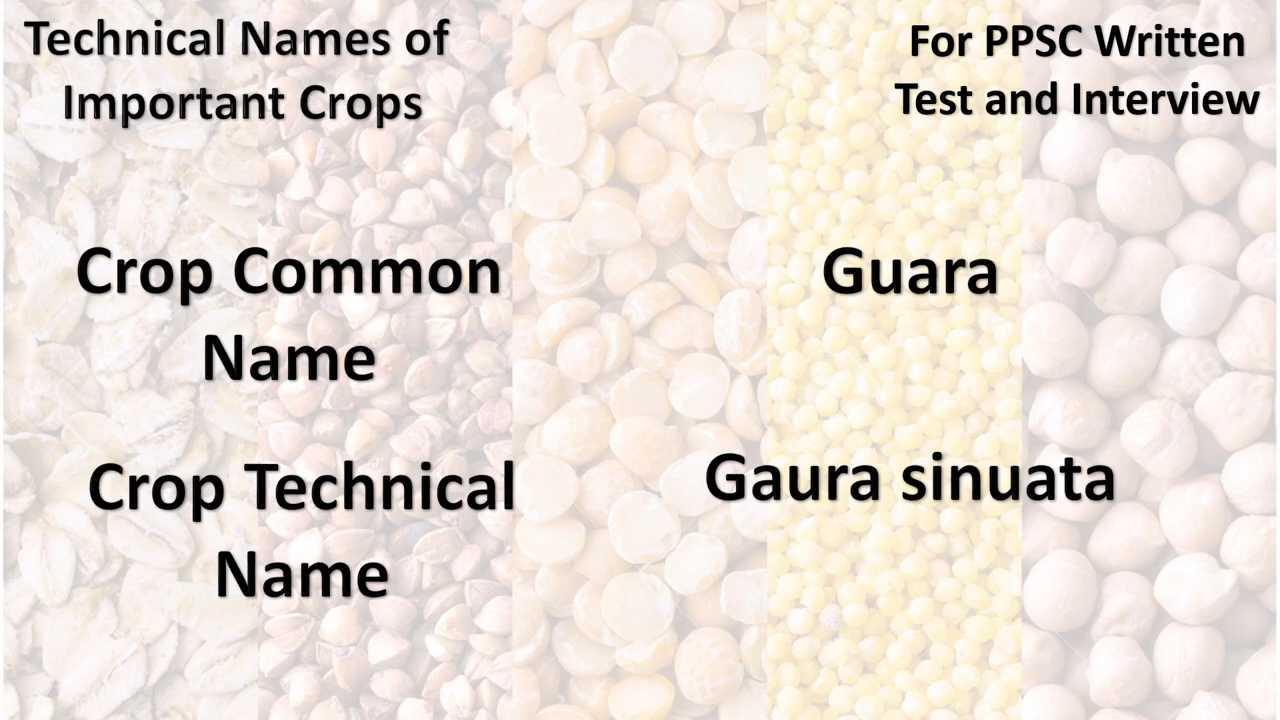 Technical Names of
Important Crops
For PPSC Written
Test and Interview
Crop Common
Name
Guara
Crop Technical
Name
Gaura sinuata